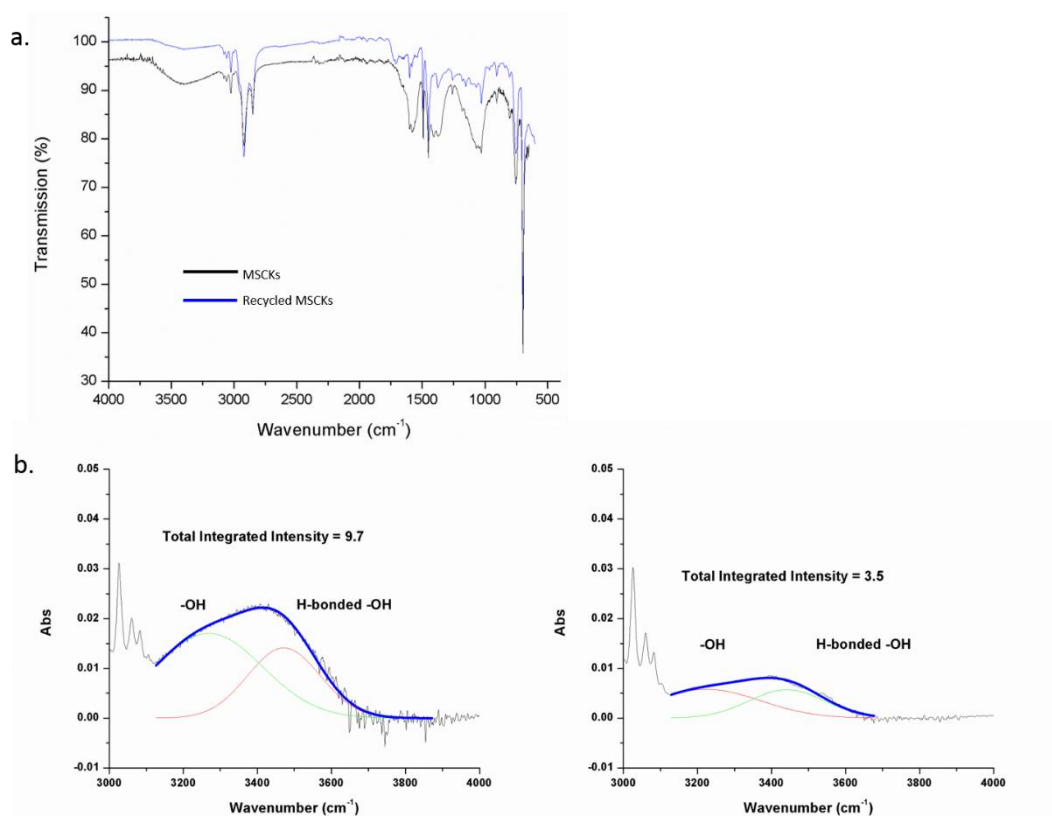 a.
100
90
80
70
60
50
40
30
Transmission (%)
MSCKs
Recycled MSCKs
4000 3500 3000 2500 2000 1500 1000 500
Wavenumber (cm-1)
b.
0.05
0.04
0.03
0.02
0.01
0.00
-0.01
Abs
Total Integrated Intensity = 9.7
-OH H-bonded -OH
3000 3200 3400 3600 3800 4000
Wavenumber (cm-1)
0.05
0.04
0.03
0.02
0.01
0.00
-0.01
Abs
Total Integrated Intensity = 3.5
-OH H-bonded -OH
3000 3200 3400 3600 3800 4000
Wavenumber (cm-1)